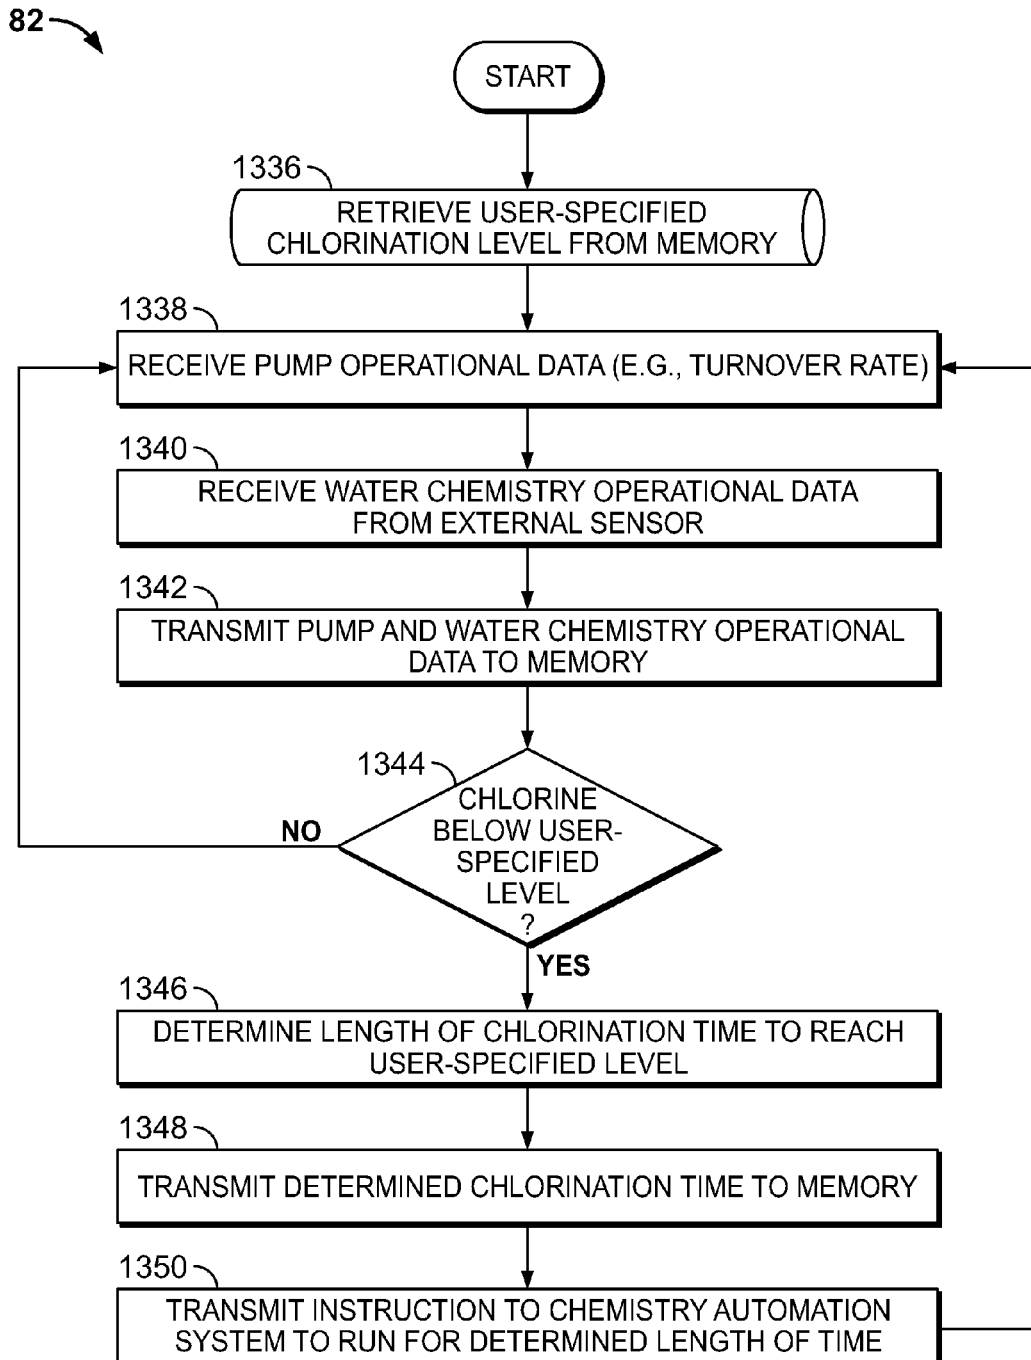 82
START
1336
RETRIEVE USER-SPECIFIED
CHLORINATION LEVEL FROM MEMORY
1338
RECEIVE PUMP OPERATIONAL DATA (E.G., TURNOVER RATE)
1340
RECEIVE WATER CHEMISTRY OPERATIONAL DATA
FROM EXTERNAL SENSOR
1342
TRANSMIT PUMP AND WATER CHEMISTRY OPERATIONAL
DATA TO MEMORY
1344
CHLORINE
BELOW USER-
SPECIFIED
LEVEL
?
NO
YES
1346
DETERMINE LENGTH OF CHLORINATION TIME TO REACH
USER-SPECIFIED LEVEL
1348
TRANSMIT DETERMINED CHLORINATION TIME TO MEMORY
1350
TRANSMIT INSTRUCTION TO CHEMISTRY AUTOMATION
SYSTEM TO RUN FOR DETERMINED LENGTH OF TIME